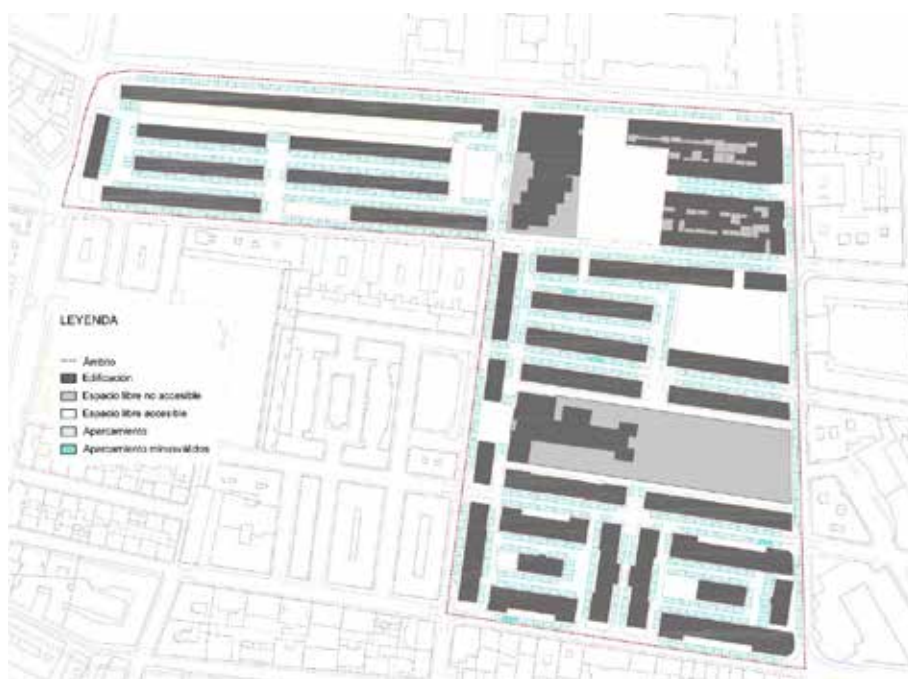 LEYENDA
Ámbito
Edificación
Espacio libre no accesible
Espacio libre accesible
Aparcamiento
Aparcamiento minusválidos